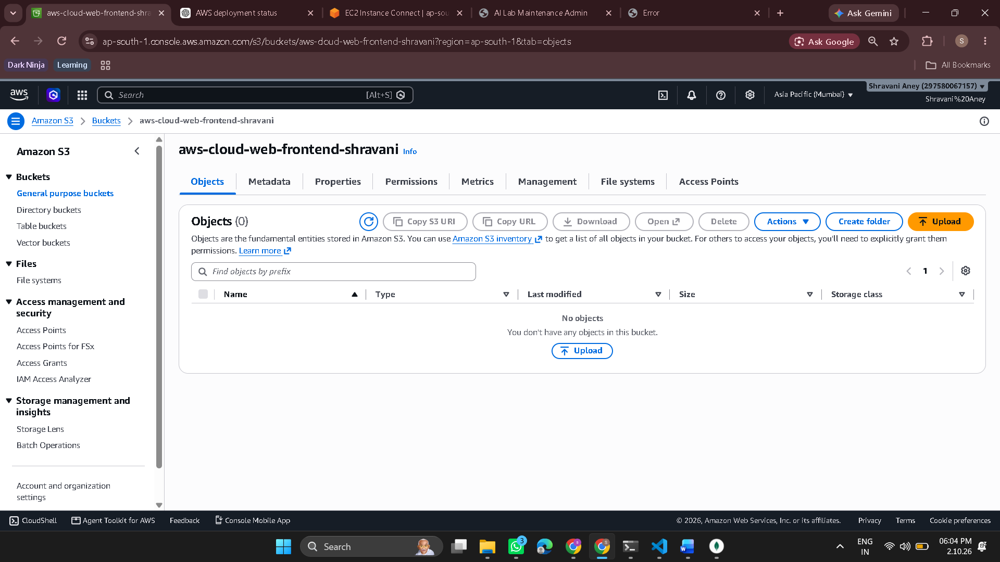 aws-cloud-web-frontend-shra
AWS deployment status
EC2 Instance Connect | ap-sou
AI Lab Maintenance Admin
Error
Ask Gemini
ap-south-1.console.aws.amazon.com/s3/buckets/aws-cloud-web-frontend-shravani?region=ap-south-1&tab=objects
Ask Google
S
Dark Ninja
Learning
All Bookmarks
aws
Search
[Alt+S]
Asia Pacific (Mumbai)
Shravani Aney (297580067157)
Shravani%20Aney
Amazon S3
Buckets
aws-cloud-web-frontend-shravani
Amazon S3
Buckets
General purpose buckets
Directory buckets
Table buckets
Vector buckets
Files
File systems
Access management and
security
Access Points
Access Points for FSx
Access Grants
IAM Access Analyzer
Storage management and
insights
Storage Lens
Batch Operations
Account and organization
settings
aws-cloud-web-frontend-shravani Info
Objects
Metadata
Properties
Permissions
Metrics
Management
File systems
Access Points
Objects (0)
Copy S3 URI
Copy URL
Download
Open
Delete
Actions
Create folder
Upload
Objects are the fundamental entities stored in Amazon S3. You can use Amazon S3 inventory to get a list of all objects in your bucket. For others to access your objects, you'll need to explicitly grant them
permissions. Learn more
Find objects by prefix
1
Name
Type
Last modified
Size
Storage class
No objects
You don't have any objects in this bucket.
Upload
CloudShell
Agent Toolkit for AWS
Feedback
Console Mobile App
© 2026, Amazon Web Services, Inc. or its affiliates.
Privacy
Terms
Cookie preferences
Search
3
ENG
IN
06:04 PM
2.10.26